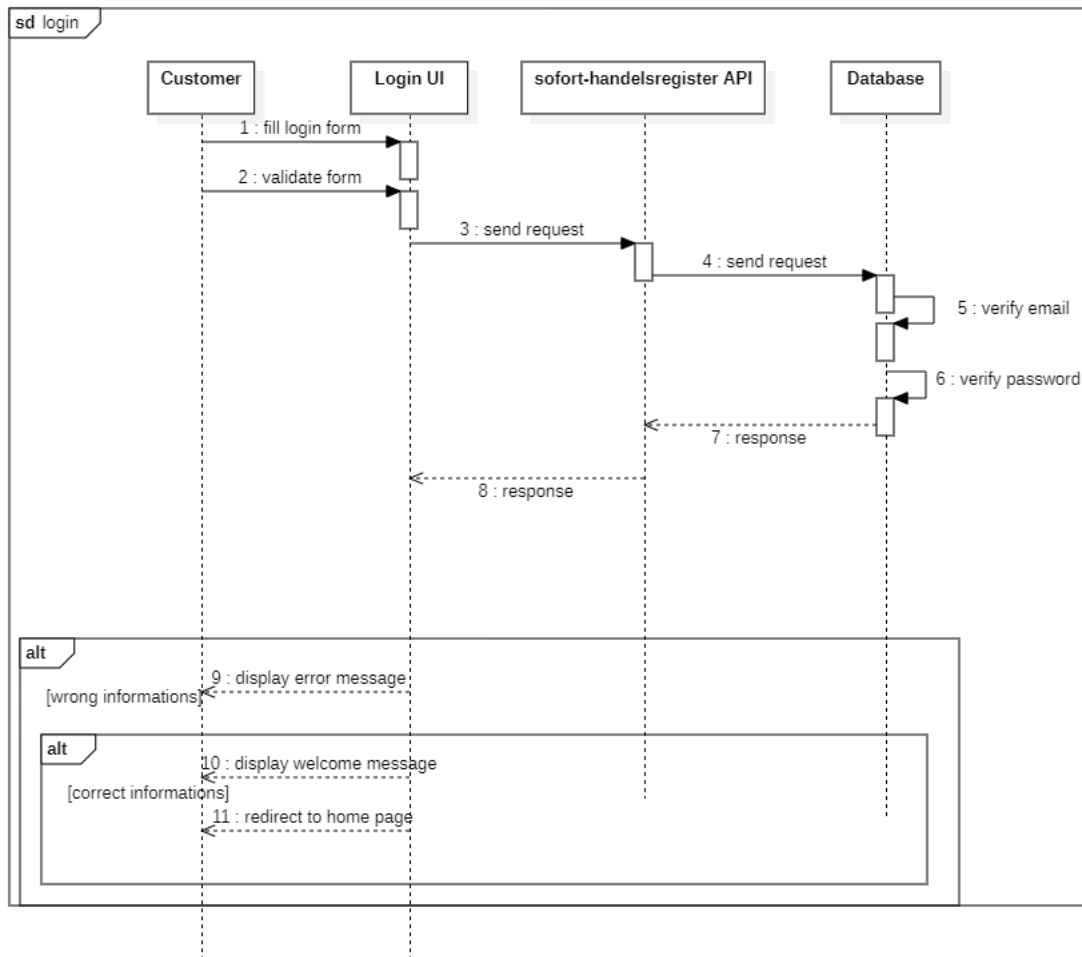 sd login
Customer
Login UI
sofort-handelsregister API
Database
1 : fill login form
2 : validate form
3 : send request
4 : send request
5 : verify email
6 : verify password
7 : response
8 : response
alt
9 : display error message
[wrong informations]
alt
10 : display welcome message
[correct informations]
11 : redirect to home page